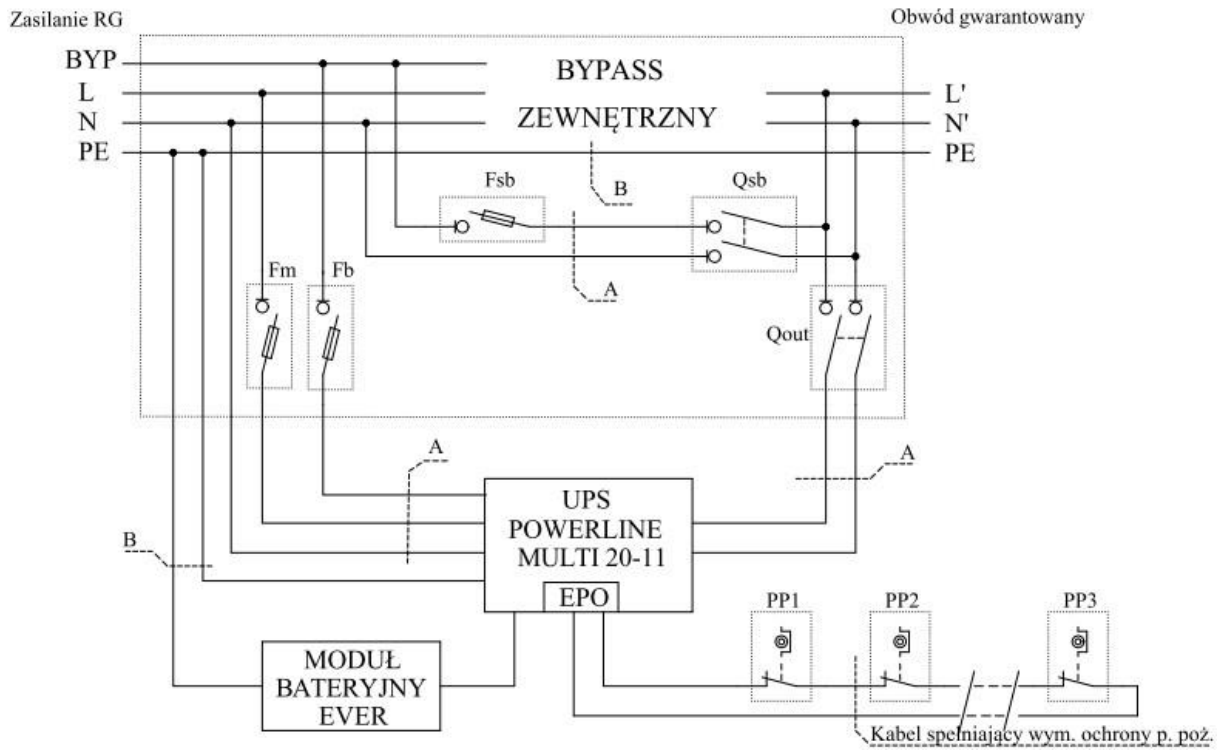 Zasilanie RG
Obwód gwarantowany
BYP
BYPASS
L
L'
ZEWNĘTRZNY
N
N'
PE
PE
Fsb
B
Qsb
Fm
Fb
A
Qout
A
A
UPS
POWERLINE
MULTI 20-11
B
EPO
PP1
PP2
PP3
MODUŁ
BATERYJNY
EVER
Kabel spełniający wym. ochrony p. poż.